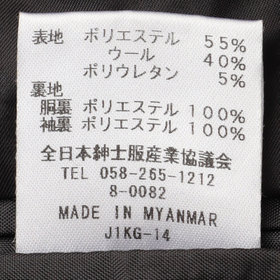 表地 ポリエステル 55%
ウール 40%
ポリウレタン 5%
裏地
胴裏 ポリエステル 100%
袖裏 ポリエステル 100%
全日本紳士服産業協議会
TEL 058-265-1212
8-0082
MADE IN MYANMAR
J1KG-14